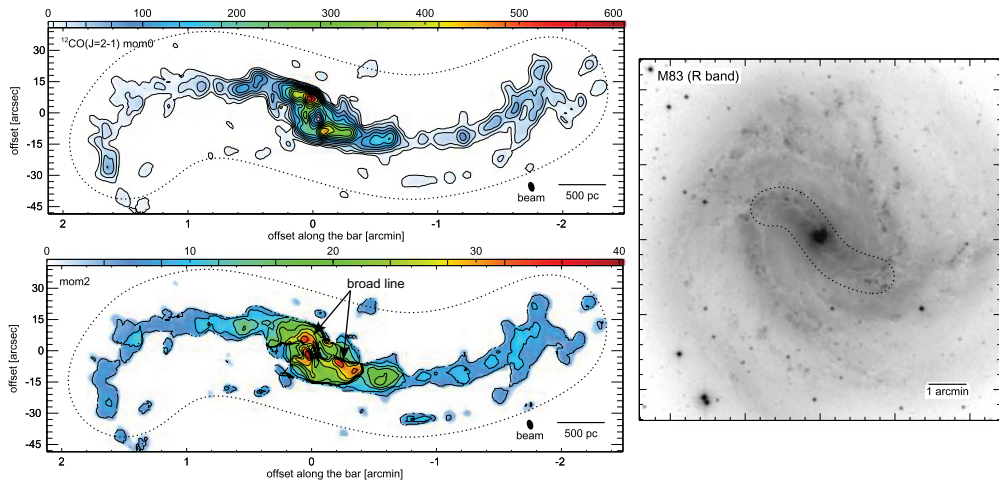 0 100 200 300 400 500 600
¹²CO(J=2-1) mom0
30
15
0
-15
-30
-45
offset [arcsec]
beam
500 pc
2 1 0 -1 -2
offset along the bar [arcmin]
0 10 20 30 40
mom2
broad line
30
15
0
-15
-30
-45
offset [arcsec]
beam
500 pc
2 1 0 -1 -2
offset along the bar [arcmin]
M83 (R band)
1 arcmin